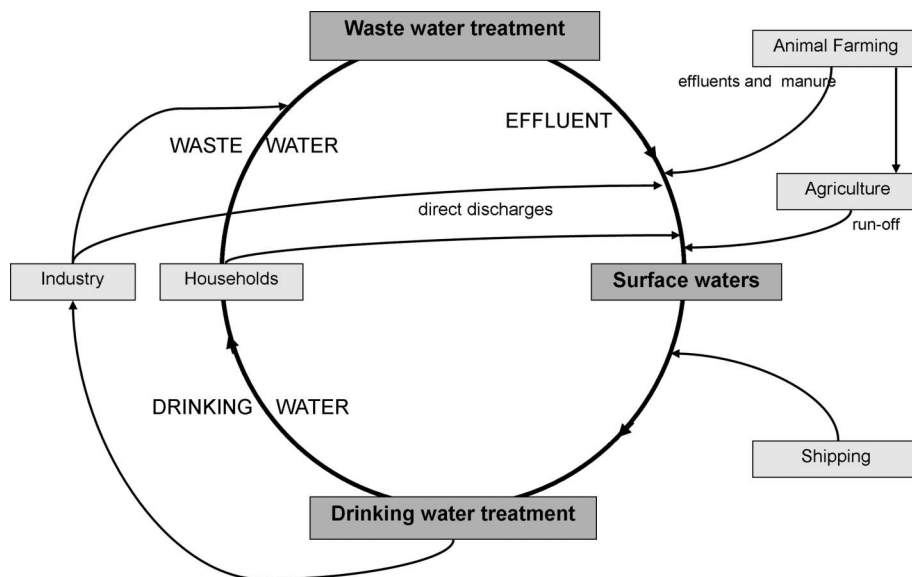 Waste water treatment
Animal Farming
effluents and manure
EFFLUENT
WASTE WATER
Agriculture
direct discharges
run-off
Industry
Households
Surface waters
DRINKING WATER
Shipping
Drinking water treatment